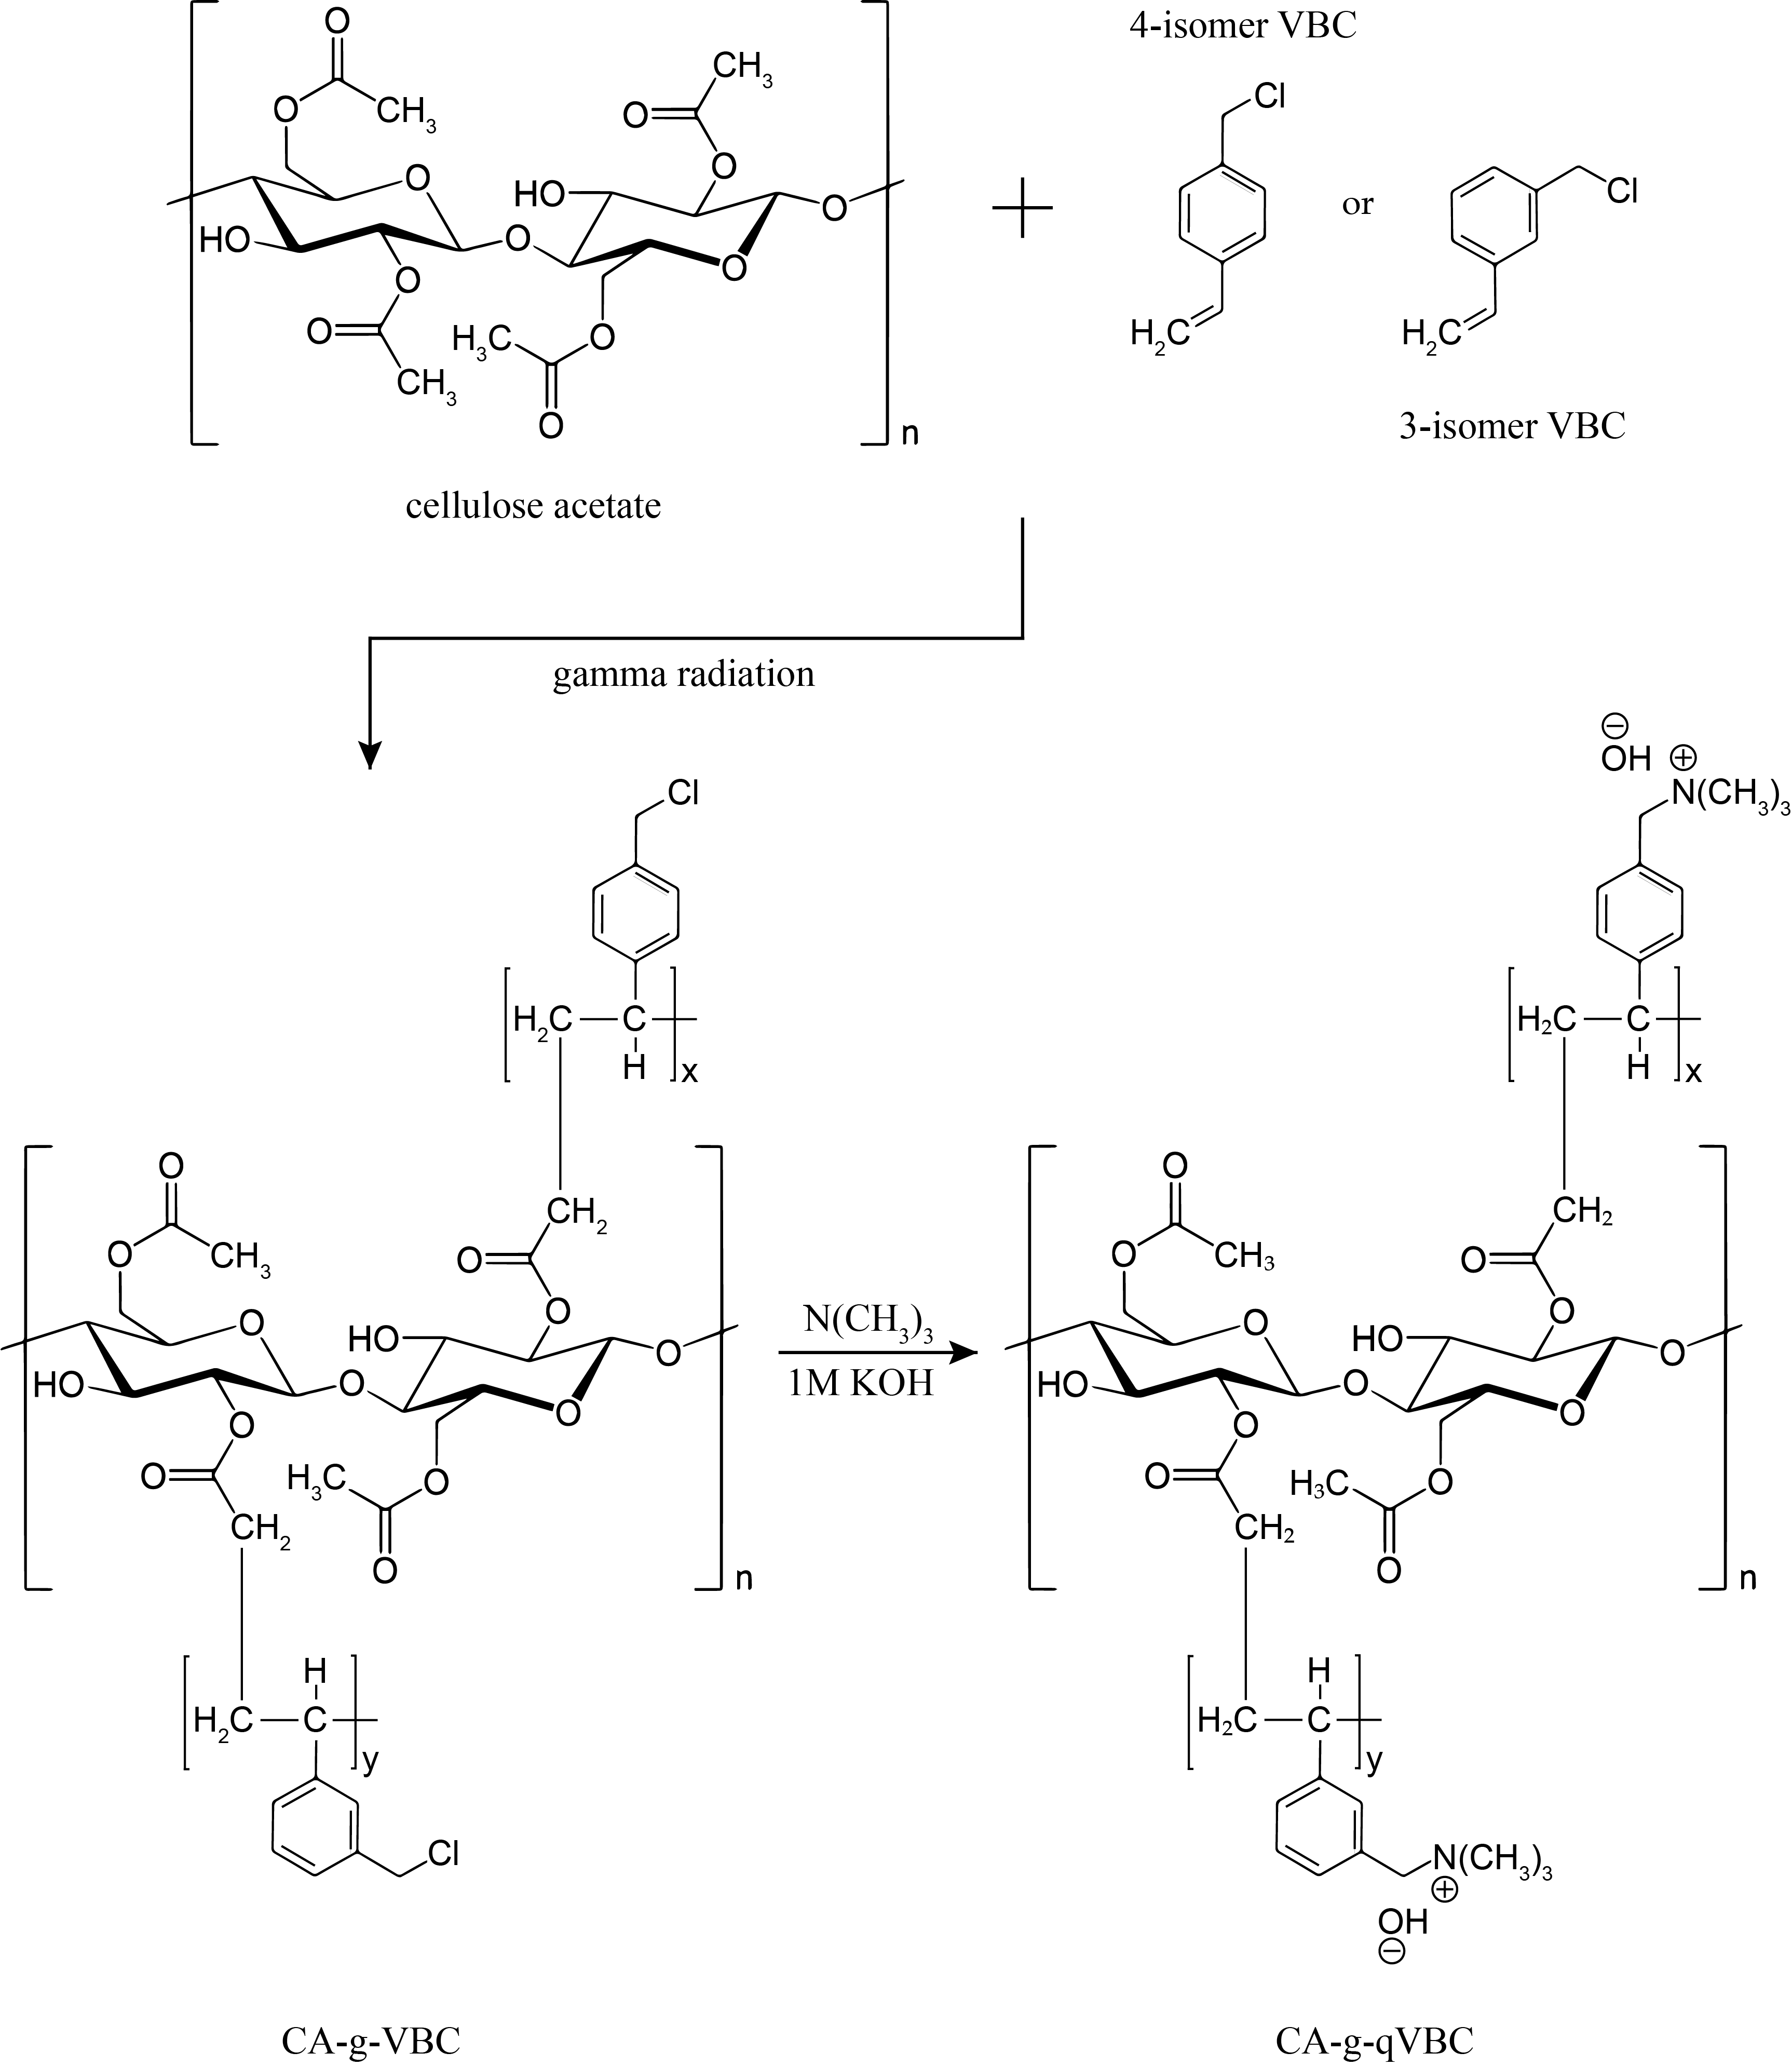 4-isomer VBC
O
O
CH3
O
CH3
O
O
HO
O
HO
O
O
O
O
O
CH3
H3C
O
O
n
Cl
H2C
or
Cl
H2C
3-isomer VBC
cellulose acetate
gamma radiation
Cl
H2C
C
H
x
O
O
CH3
CH2
O
O
O
HO
O
HO
O
O
O
O
H3C
O
CH2
O
n
H
H2C
C
y
Cl
CA-g-VBC
N(CH3)3
1M KOH
⊖
OH
⊕
N(CH3)3
H2C
C
H
x
O
O
CH3
CH2
O
O
O
HO
O
HO
O
O
O
O
H3C
O
CH2
O
n
H
H2C
C
y
N(CH3)3
⊕
OH
⊖
CA-g-qVBC